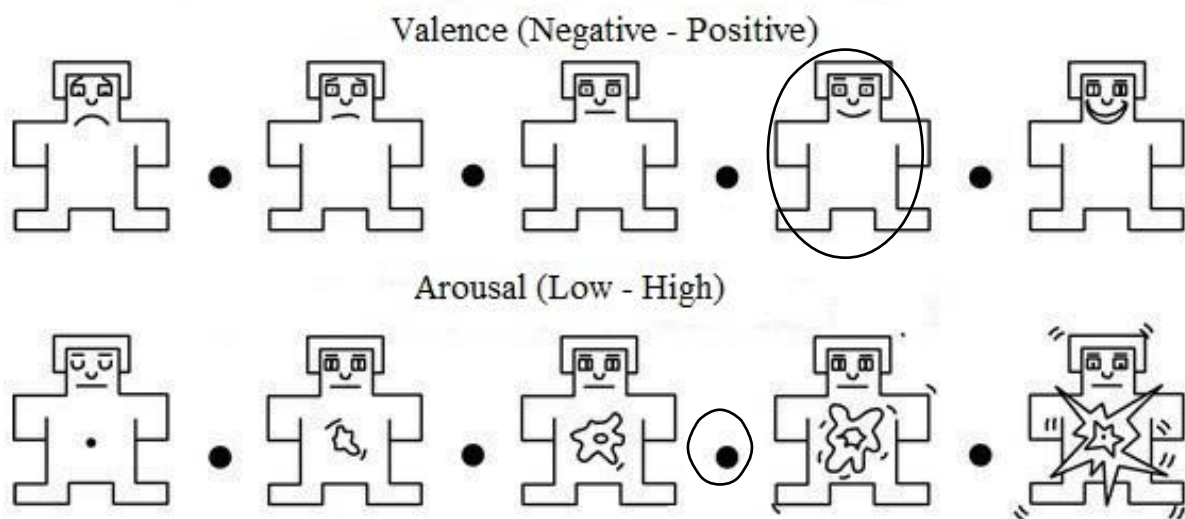 Valence (Negative - Positive)
Arousal (Low - High)